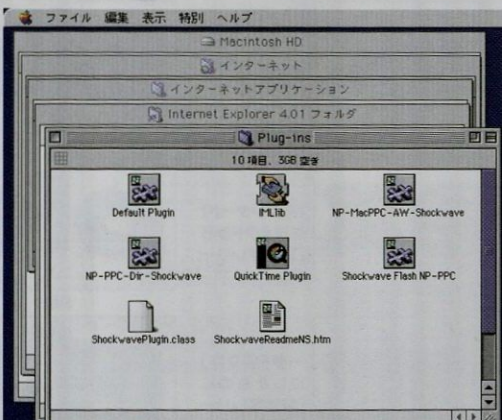 ファイル 編集 表示 特別 ヘルプ
Macintosh HD
インターネット
インターネットアプリケーション
Internet Explorer 4.01 フォルダ
Plug-ins
10 項目、3GB 空き
Default Plugin
IMLlib
NP-MacPPC-AW-Shockwave
NP-PPC-Dir-Shockwave
QuickTime Plugin
Shockwave Flash NP-PPC
ShockwavePlugin.class
ShockwaveReadmeNS.htm